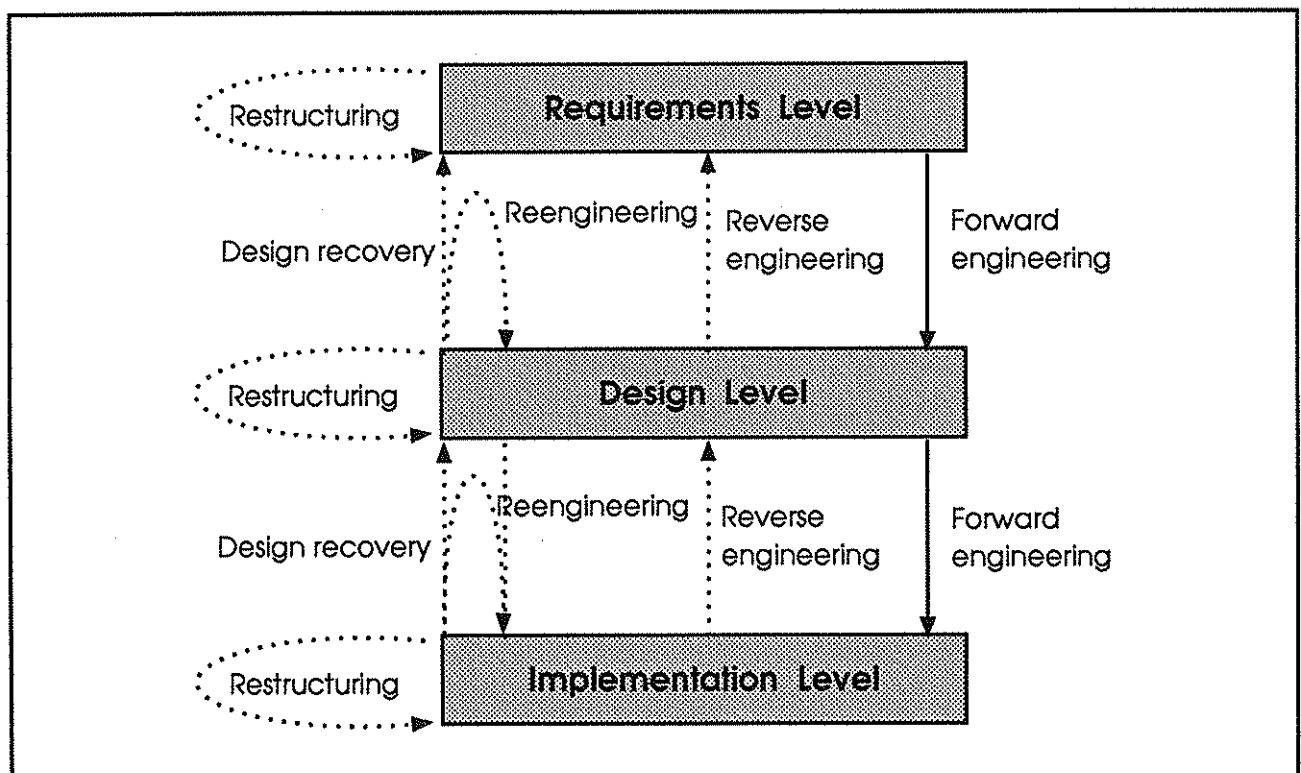 Requirements Level
Restructuring
Reengineering
Reverse
engineering
Forward
engineering
Design recovery
Design Level
Restructuring
Reengineering
Reverse
engineering
Forward
engineering
Design recovery
Implementation Level
Restructuring